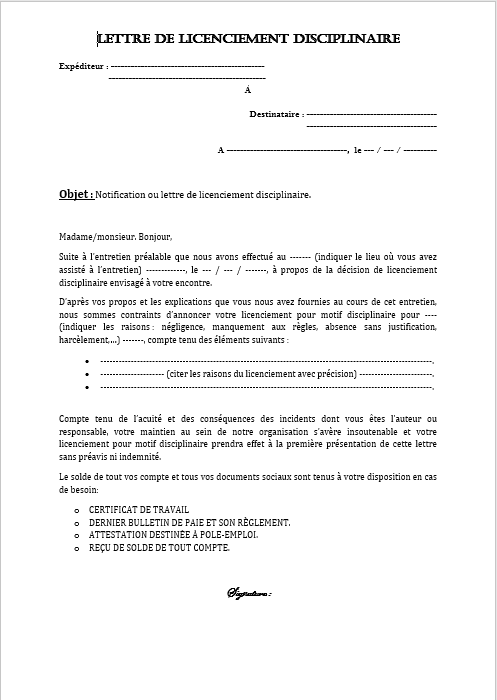 LETTRE DE LICENCIEMENT DISCIPLINAIRE
Expéditeur : -----------------------------------------------
------------------------------------------------
Á
Destinataire : ----------------------------------------
----------------------------------------
A -------------------------------------, le --- / --- / ----------
Objet : Notification ou lettre de licenciement disciplinaire.
Madame/monsieur. Bonjour,
Suite à l'entretien préalable que nous avons effectué au ------- (indiquer le lieu où vous avez
assisté à l'entretien) -------------, le --- / --- / -------, à propos de la décision de licenciement
disciplinaire envisagé à votre encontre.
D'après vos propos et les explications que vous nous avez fournies au cours de cet entretien,
nous sommes contraints d'annoncer votre licenciement pour motif disciplinaire pour ----
(indiquer les raisons : négligence, manquement aux règles, absence sans justification,
harcèlement,...) -------, compte tenu des éléments suivants :
• ------------------------------------------------------------------------------------------.
• --------------------- (citer les raisons du licenciement avec précision) ------------------------.
• ------------------------------------------------------------------------------------------.
Compte tenu de l'acuité et des conséquences des incidents dont vous êtes l'auteur ou
responsable, votre maintien au sein de notre organisation s'avère insoutenable et votre
licenciement pour motif disciplinaire prendra effet à la première présentation de cette lettre
sans préavis ni indemnité.
Le solde de tout vos compte et tous vos documents sociaux sont tenus à votre disposition en cas
de besoin:
o CERTIFICAT DE TRAVAIL
o DERNIER BULLETIN DE PAIE ET SON RÈGLEMENT.
o ATTESTATION DESTINÉE À POLE-EMPLOI.
o REÇU DE SOLDE DE TOUT COMPTE.
Signature :